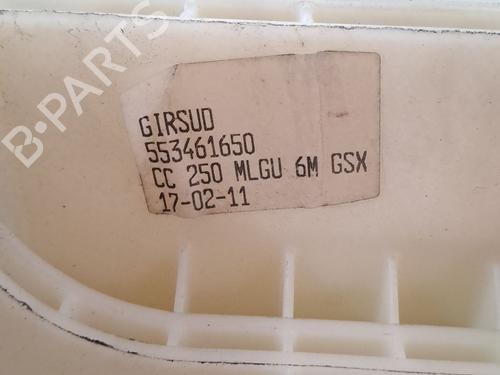 B-PARTS
GIRSUD
553461650
CC 250 MLGU 6M GSX
17-02-11